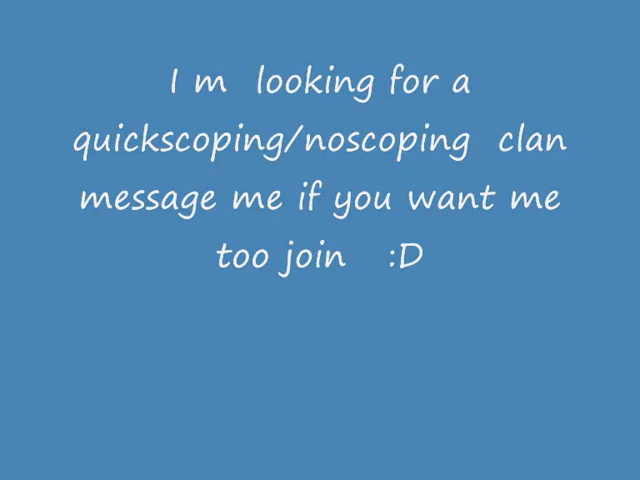 I m  looking for a
quickscoping/noscoping  clan
message me if you want me
too join   :D